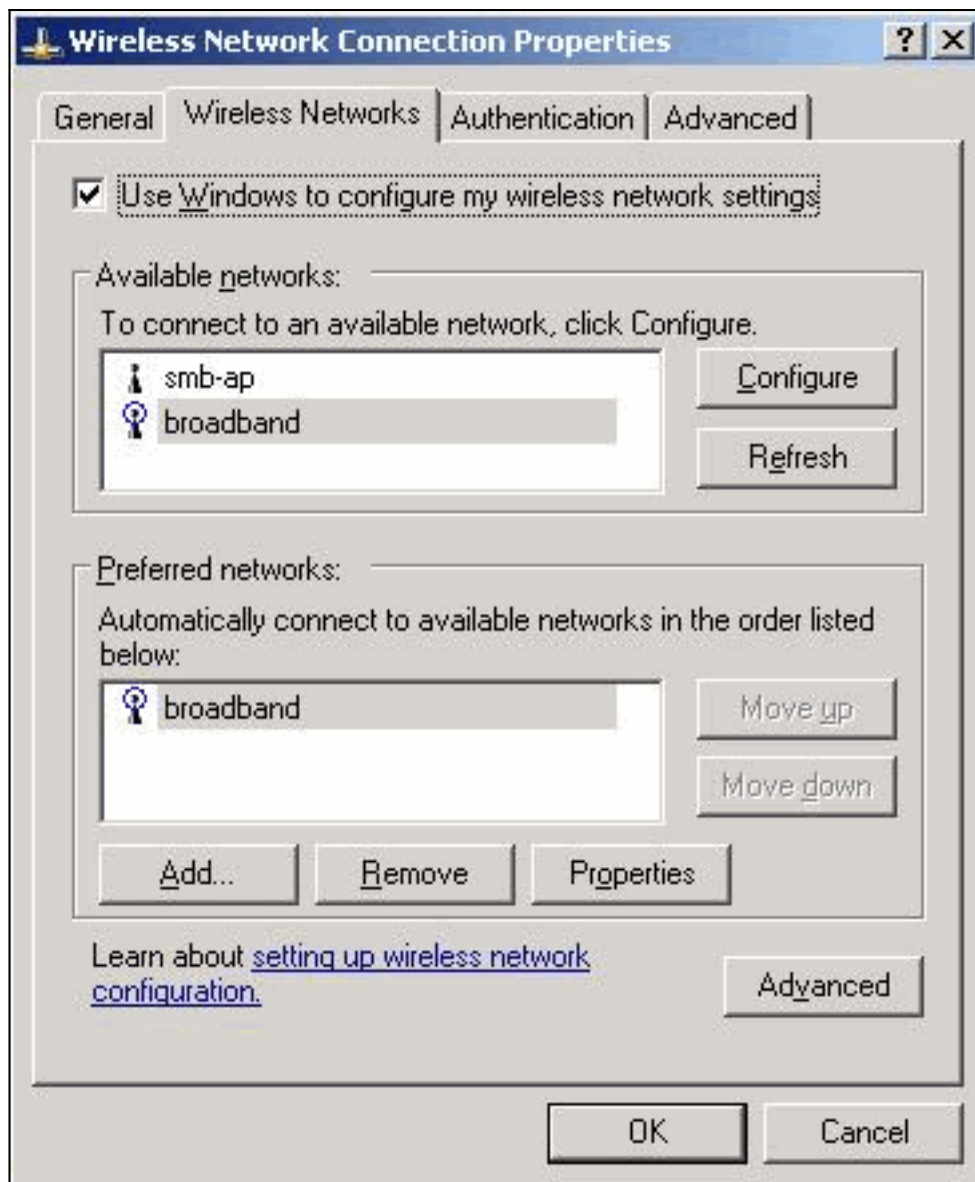 Wireless Network Connection Properties
General Wireless Networks Authentication Advanced
Use Windows to configure my wireless network settings
Available networks:
To connect to an available network, click Configure.
smb-ap
broadband
Configure
Refresh
Preferred networks:
Automatically connect to available networks in the order listed
below:
broadband
Move up
Move down
Add... Remove Properties
Learn about setting up wireless network
configuration.
Advanced
OK Cancel